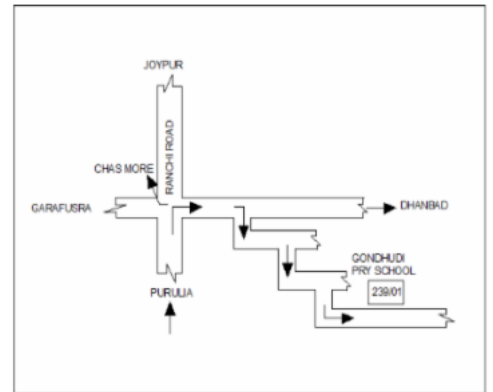 JOYPUR
RANCHI ROAD
CHAS MORE
GARAFUSRA
DHANBAD
GONDHUDI
PRY SCHOOL
239/01
PURULIA